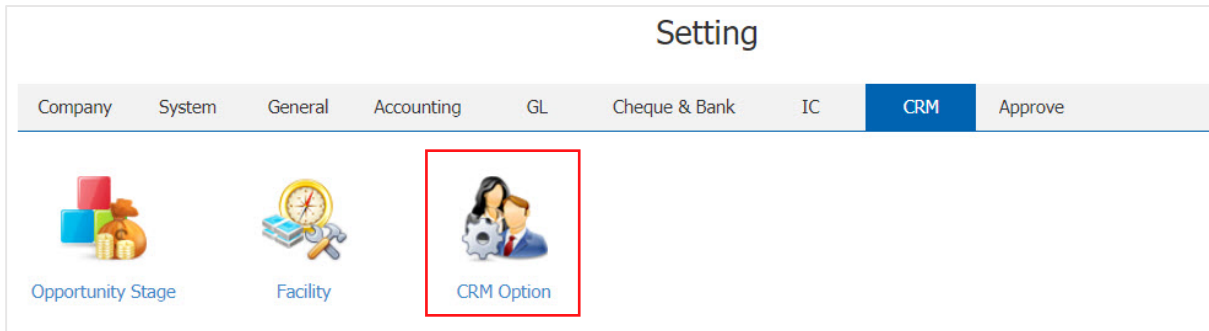 Setting
Company System General Accounting GL Cheque & Bank IC CRM Approve
Opportunity Stage Facility CRM Option